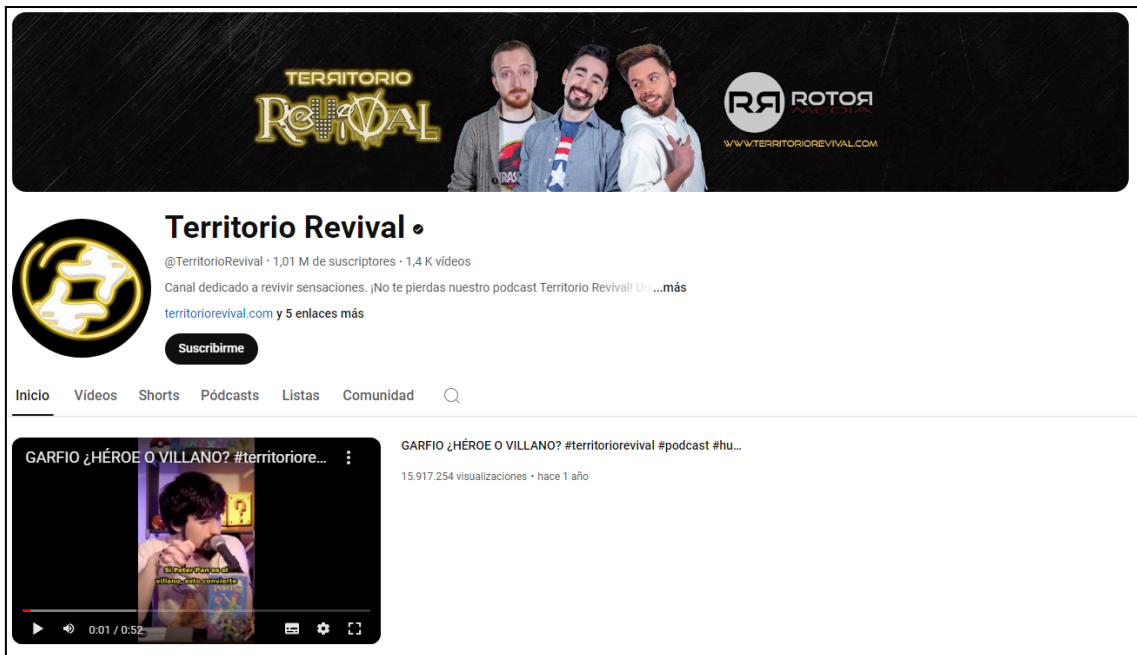 TERRITORIO
REVIVAL
RR ROTOR
MEDIA
WWW.TERRITORIOREVIVAL.COM
Territorio Revival
@TerritorioRevival · 1,01 M de suscriptores · 1,4 K vídeos
Canal dedicado a revivir sensaciones. ¡No te pierdas nuestro podcast Territorio Revival! ...más
territoriorevival.com y 5 enlaces más
Suscribirme
Inicio Vídeos Shorts Pódcasts Listas Comunidad
GARFIO ¿HÉROE O VILLANO? #territoriore...
Si Peter Pan es el
villano, esto convierte
0:01 / 0:52
GARFIO ¿HÉROE O VILLANO? #territoriorevival #podcast #hu...
15.917.254 visualizaciones · hace 1 año